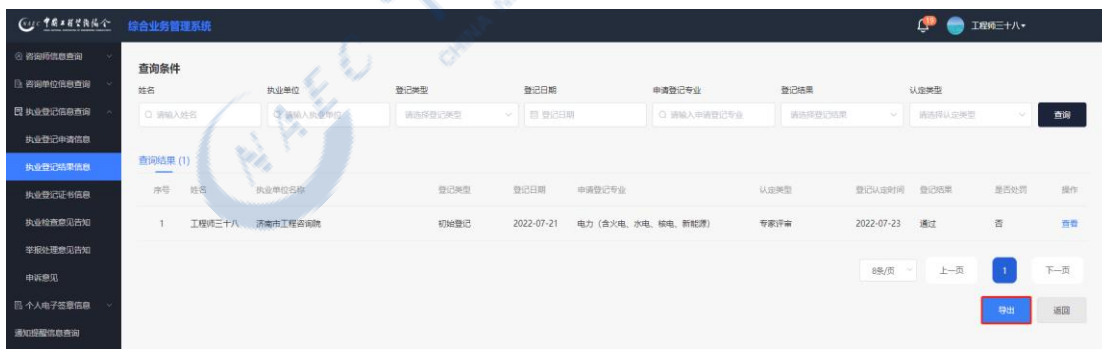 综合业务管理系统
19
工程师三十八
咨询师信息查询
咨询单位信息查询
执业登记信息查询
执业登记申请信息
执业登记结果信息
执业登记证书信息
执业检查意见告知
举报处理意见告知
申诉意见
个人电子签章信息
通知提醒信息查询
查询条件
姓名 执业单位 登记类型 登记日期 申请登记专业 登记结果 认定类型
请输入姓名 请输入执业单位 请选择登记类型 登记日期 请输入申请登记专业 请选择登记结果 请选择认定类型 查询
查询结果 (1)
序号 姓名 执业单位名称 登记类型 登记日期 申请登记专业 认定类型 登记认定时间 登记结果 是否处罚 操作
1 工程师三十八 济南市工程咨询院 初始登记 2022-07-21 电力（含火电、水电、核电、新能源） 专家评审 2022-07-23 通过 否 查看
8条/页 上一页 1 下一页
导出 返回
CHINA
NAEC